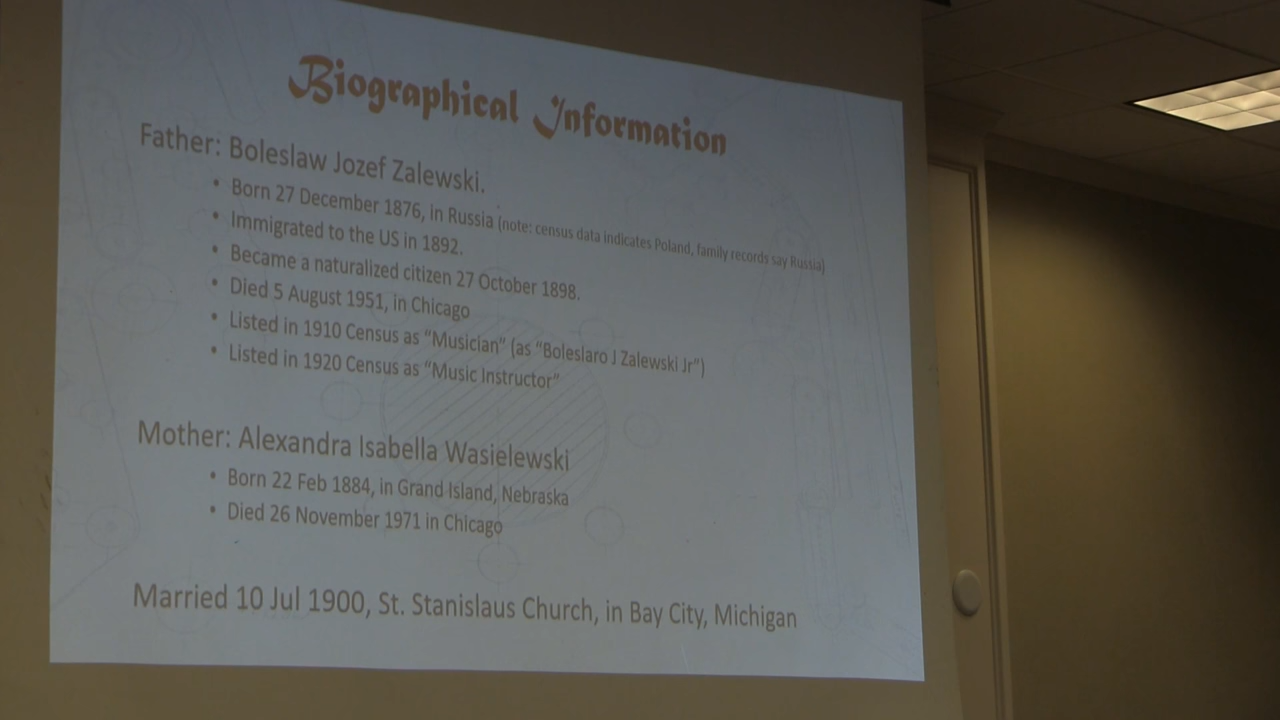 Biographical Information
Father: Boleslaw Jozef Zalewski.
• Born 27 December 1876, in Russia (note: census data indicates Poland, family records say Russia)
• Immigrated to the US in 1892.
• Became a naturalized citizen 27 October 1898.
• Died 5 August 1951, in Chicago
• Listed in 1910 Census as “Musician” (as “Boleslaro J Zalewski Jr”)
• Listed in 1920 Census as “Music Instructor”
Mother: Alexandra Isabella Wasielewski
• Born 22 Feb 1884, in Grand Island, Nebraska
• Died 26 November 1971 in Chicago
Married 10 Jul 1900, St. Stanislaus Church, in Bay City, Michigan